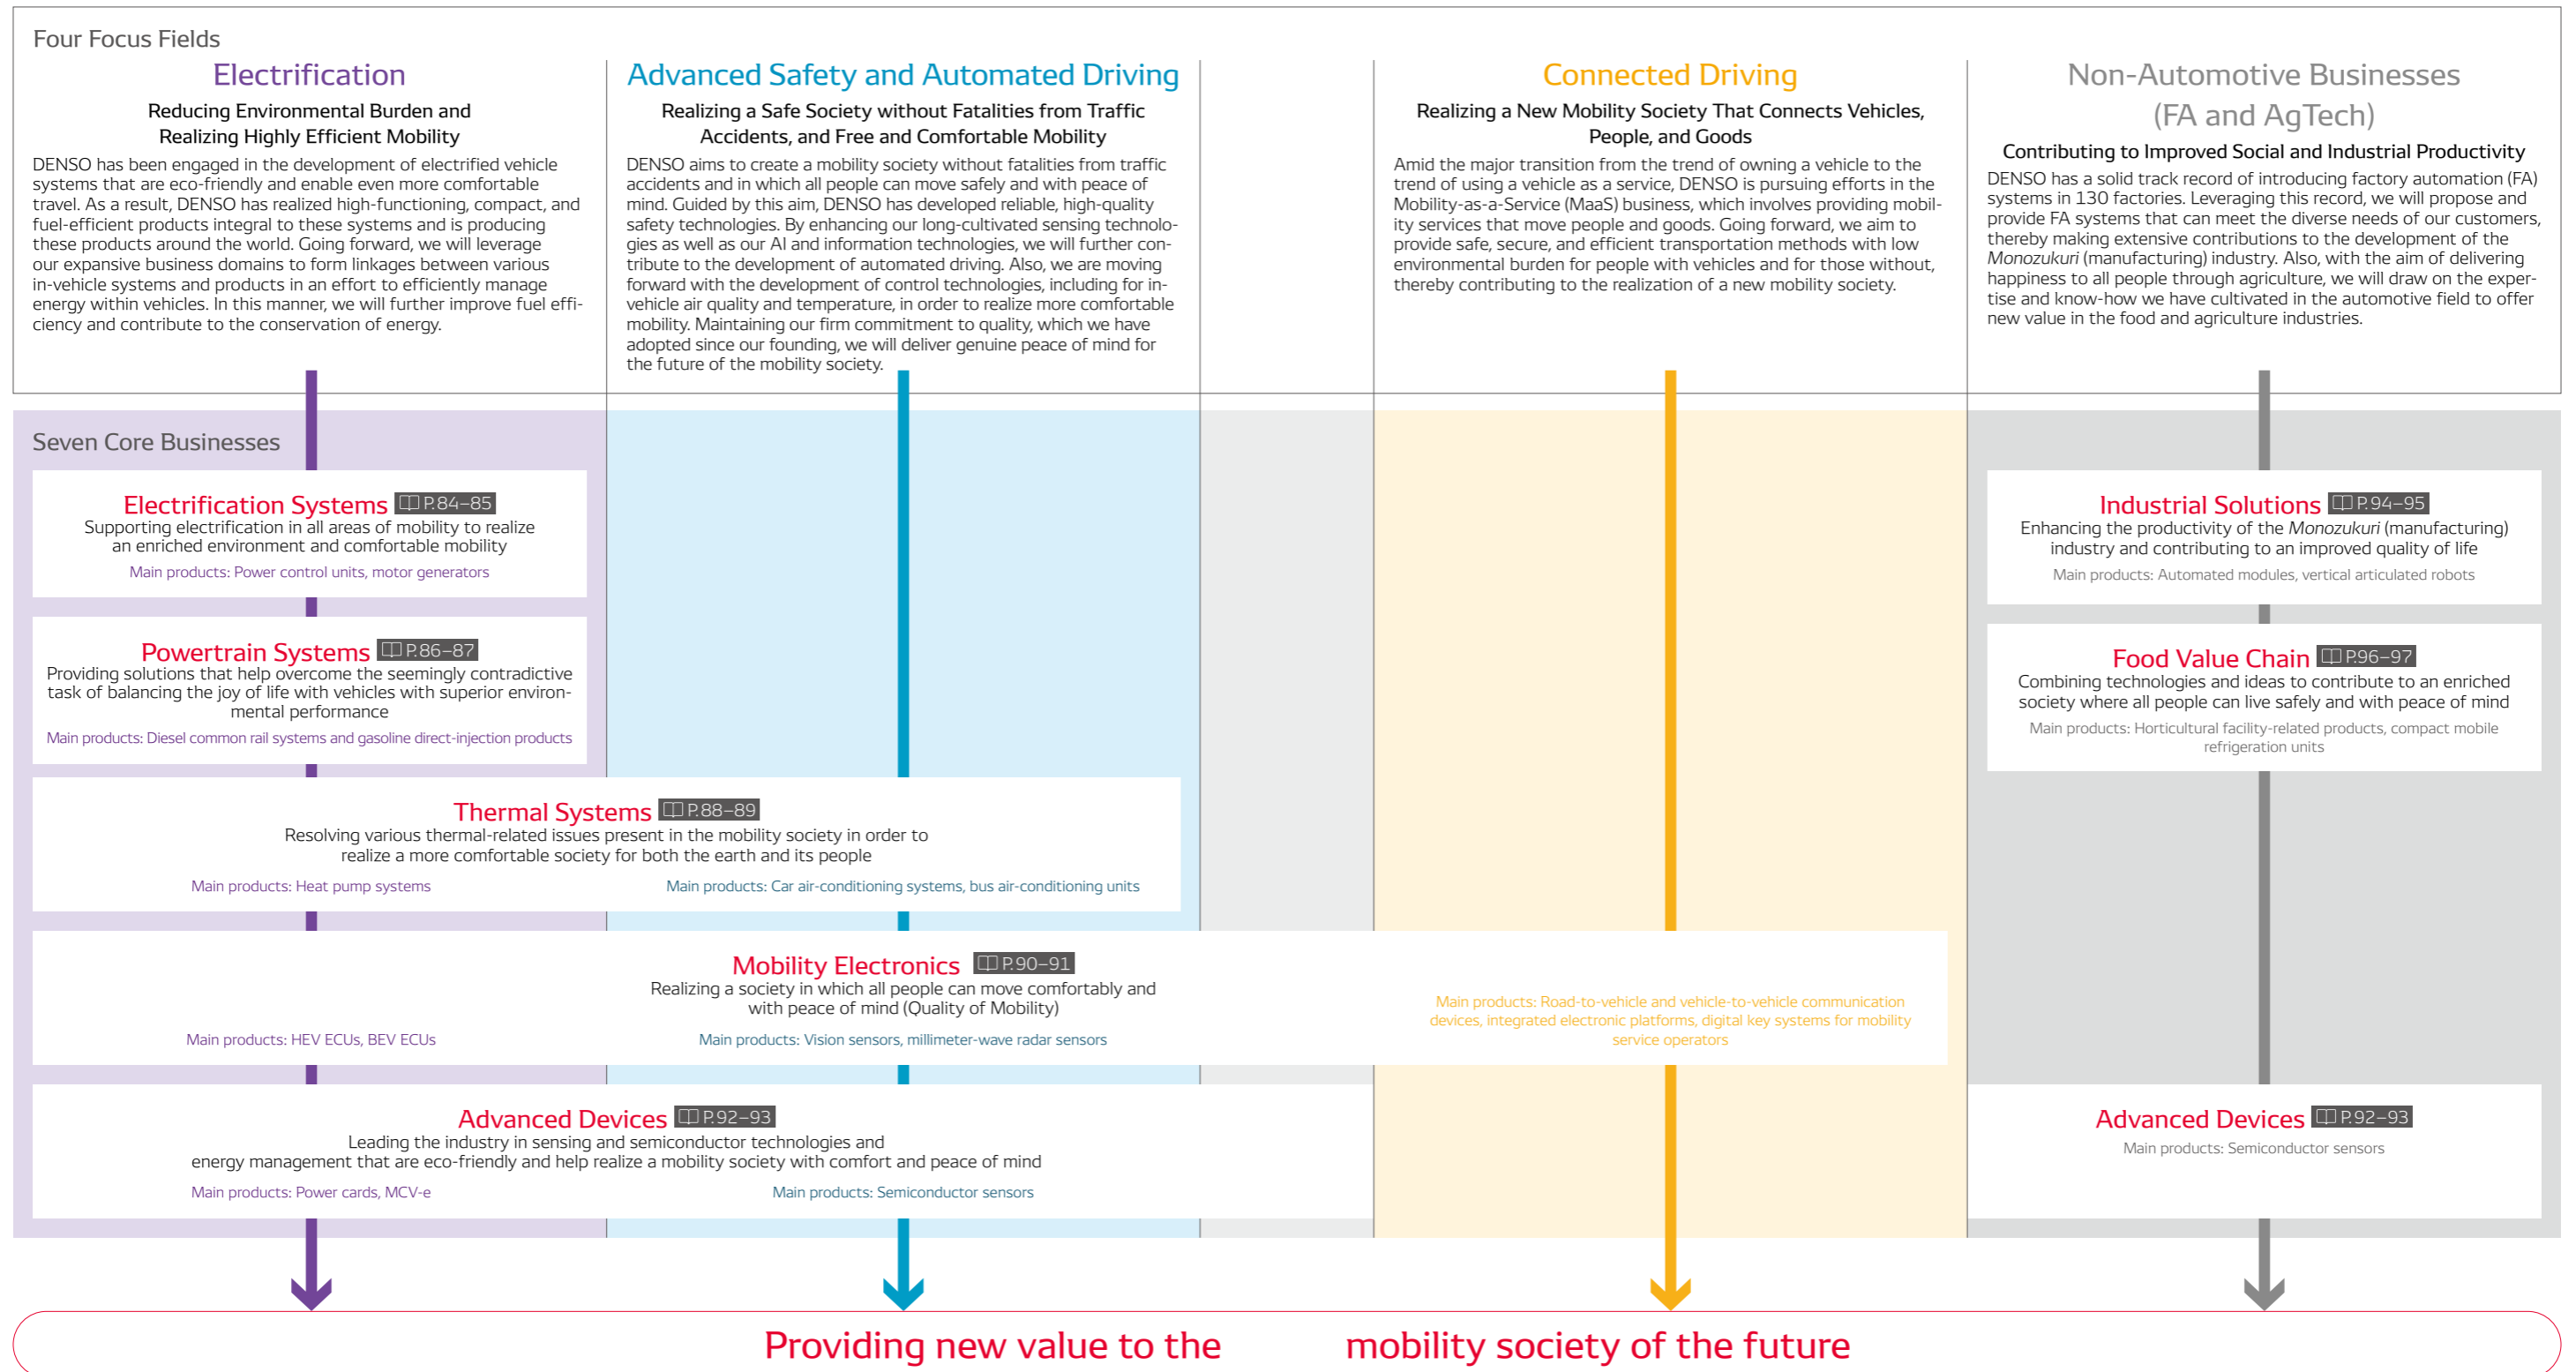 Four Focus Fields
Electrification
Reducing Environmental Burden and
Realizing Highly Efficient Mobility
DENSO has been engaged in the development of electrified vehicle
systems that are eco-friendly and enable even more comfortable
travel. As a result, DENSO has realized high-functioning, compact, and
fuel-efficient products integral to these systems and is producing
these products around the world. Going forward, we will leverage
our expansive business domains to form linkages between various
in-vehicle systems and products in an effort to efficiently manage
energy within vehicles. In this manner, we will further improve fuel effi-
ciency and contribute to the conservation of energy.
Advanced Safety and Automated Driving
Realizing a Safe Society without Fatalities from Traffic
Accidents, and Free and Comfortable Mobility
DENSO aims to create a mobility society without fatalities from traffic
accidents and in which all people can move safely and with peace of
mind. Guided by this aim, DENSO has developed reliable, high-quality
safety technologies. By enhancing our long-cultivated sensing technolo-
gies as well as our AI and information technologies, we will further con-
tribute to the development of automated driving. Also, we are moving
forward with the development of control technologies, including for in-
vehicle air quality and temperature, in order to realize more comfortable
mobility. Maintaining our firm commitment to quality, which we have
adopted since our founding, we will deliver genuine peace of mind for
the future of the mobility society.
Connected Driving
Realizing a New Mobility Society That Connects Vehicles,
People, and Goods
Amid the major transition from the trend of owning a vehicle to the
trend of using a vehicle as a service, DENSO is pursuing efforts in the
Mobility-as-a-Service (MaaS) business, which involves providing mobil-
ity services that move people and goods. Going forward, we aim to
provide safe, secure, and efficient transportation methods with low
environmental burden for people with vehicles and for those without,
thereby contributing to the realization of a new mobility society.
Non-Automotive Businesses
(FA and AgTech)
Contributing to Improved Social and Industrial Productivity
DENSO has a solid track record of introducing factory automation (FA)
systems in 130 factories. Leveraging this record, we will propose and
provide FA systems that can meet the diverse needs of our customers,
thereby making extensive contributions to the development of the
Monozukuri (manufacturing) industry. Also, with the aim of delivering
happiness to all people through agriculture, we will draw on the exper-
tise and know-how we have cultivated in the automotive field to offer
new value in the food and agriculture industries.
Seven Core Businesses
Electrification Systems P.84–85
Supporting electrification in all areas of mobility to realize
an enriched environment and comfortable mobility
Main products: Power control units, motor generators
Industrial Solutions P.94–95
Enhancing the productivity of the Monozukuri (manufacturing)
industry and contributing to an improved quality of life
Main products: Automated modules, vertical articulated robots
Powertrain Systems P.86–87
Providing solutions that help overcome the seemingly contradictive
task of balancing the joy of life with vehicles with superior environ-
mental performance
Main products: Diesel common rail systems and gasoline direct-injection products
Food Value Chain P.96–97
Combining technologies and ideas to contribute to an enriched
society where all people can live safely and with peace of mind
Main products: Horticultural facility-related products, compact mobile
refrigeration units
Thermal Systems P.88–89
Resolving various thermal-related issues present in the mobility society in order to
realize a more comfortable society for both the earth and its people
Main products: Heat pump systems
Main products: Car air-conditioning systems, bus air-conditioning units
Mobility Electronics P.90–91
Realizing a society in which all people can move comfortably and
with peace of mind (Quality of Mobility)
Main products: HEV ECUs, BEV ECUs
Main products: Vision sensors, millimeter-wave radar sensors
Main products: Road-to-vehicle and vehicle-to-vehicle communication
devices, integrated electronic platforms, digital key systems for mobility
service operators
Advanced Devices P.92–93
Leading the industry in sensing and semiconductor technologies and
energy management that are eco-friendly and help realize a mobility society with comfort and peace of mind
Main products: Power cards, MCV-e
Main products: Semiconductor sensors
Advanced Devices P.92–93
Main products: Semiconductor sensors
Providing new value to the mobility society of the future